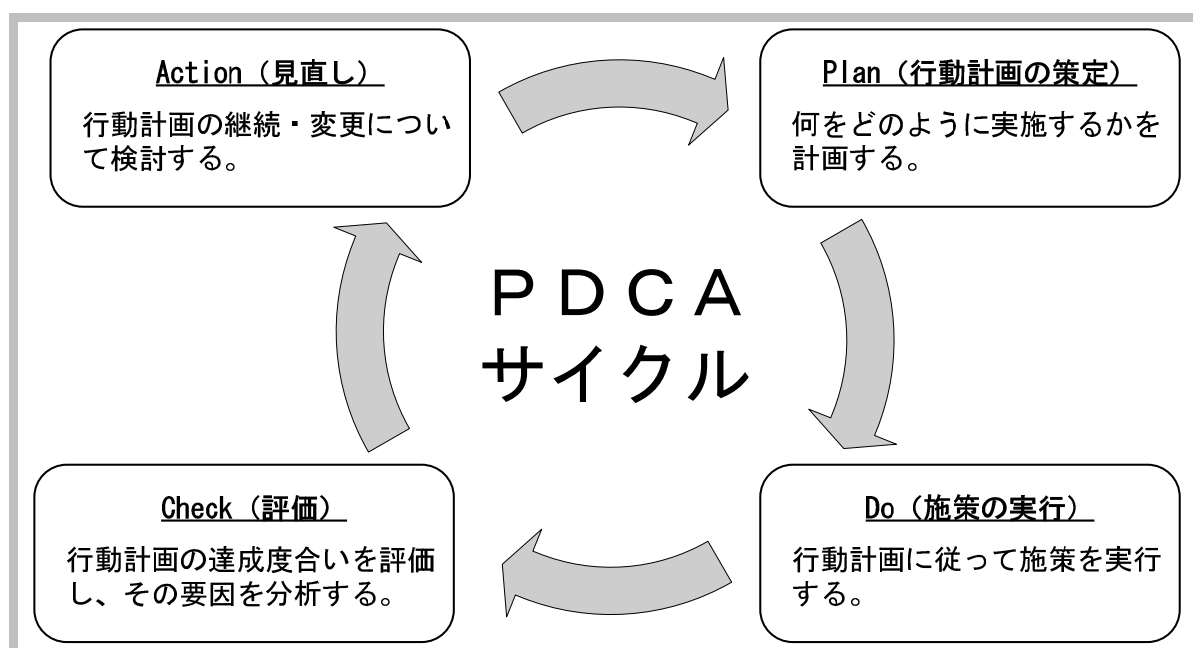 Action（見直し）
行動計画の継続・変更につい
て検討する。
Plan（行動計画の策定）
何をどのように実施するかを
計画する。
ＰＤＣＡ
サイクル
Check（評価）
行動計画の達成度合いを評価
し、その要因を分析する。
Do（施策の実行）
行動計画に従って施策を実行
する。